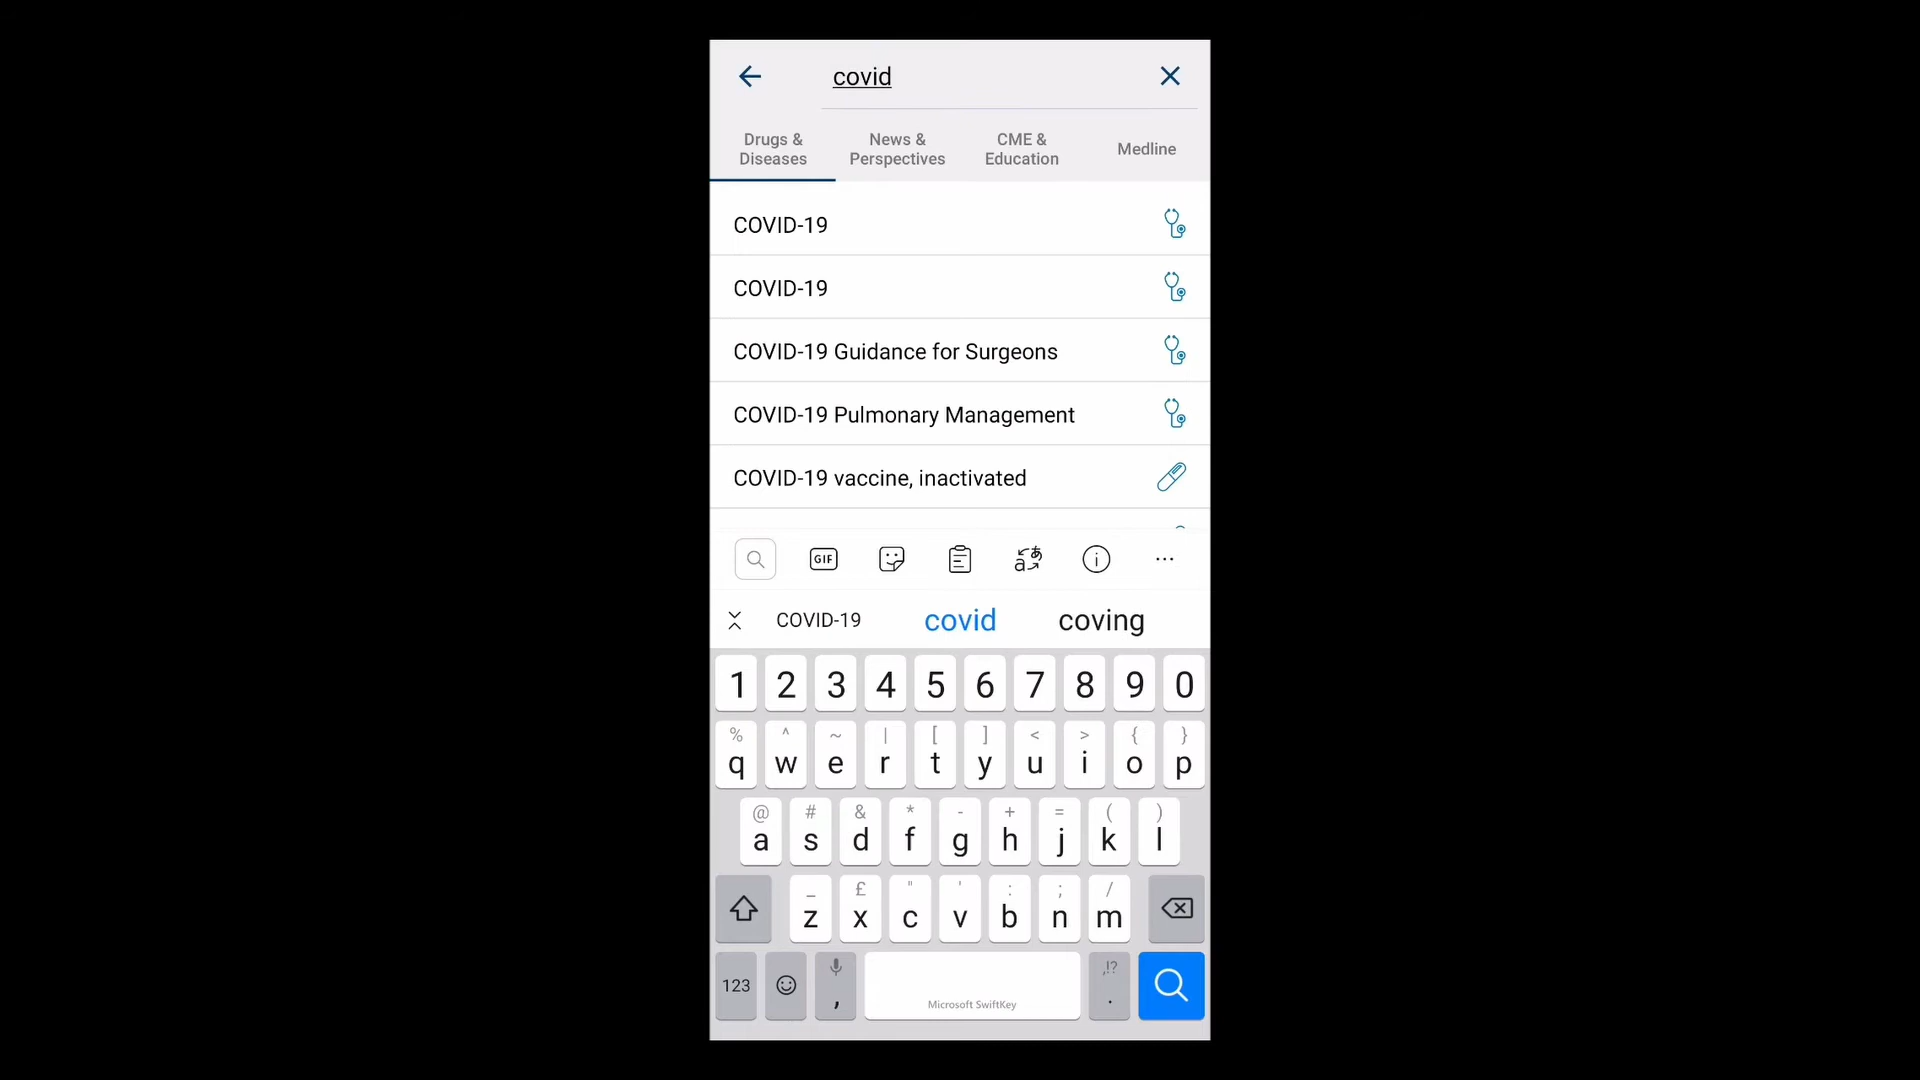 covid
Drugs &
Diseases
News &
Perspectives
CME &
Education
Medline
COVID-19
COVID-19
COVID-19 Guidance for Surgeons
COVID-19 Pulmonary Management
COVID-19 vaccine, inactivated
GIF
aあ
COVID-19 covid coving
1 2 3 4 5 6 7 8 9 0
% ^ ~ | [ ] < > { }
q w e r t y u i o p
@ # & * - + = ( )
a s d f g h j k l
_ £ " ' : ; /
z x c v b n m
,!?
123 , Microsoft SwiftKey .